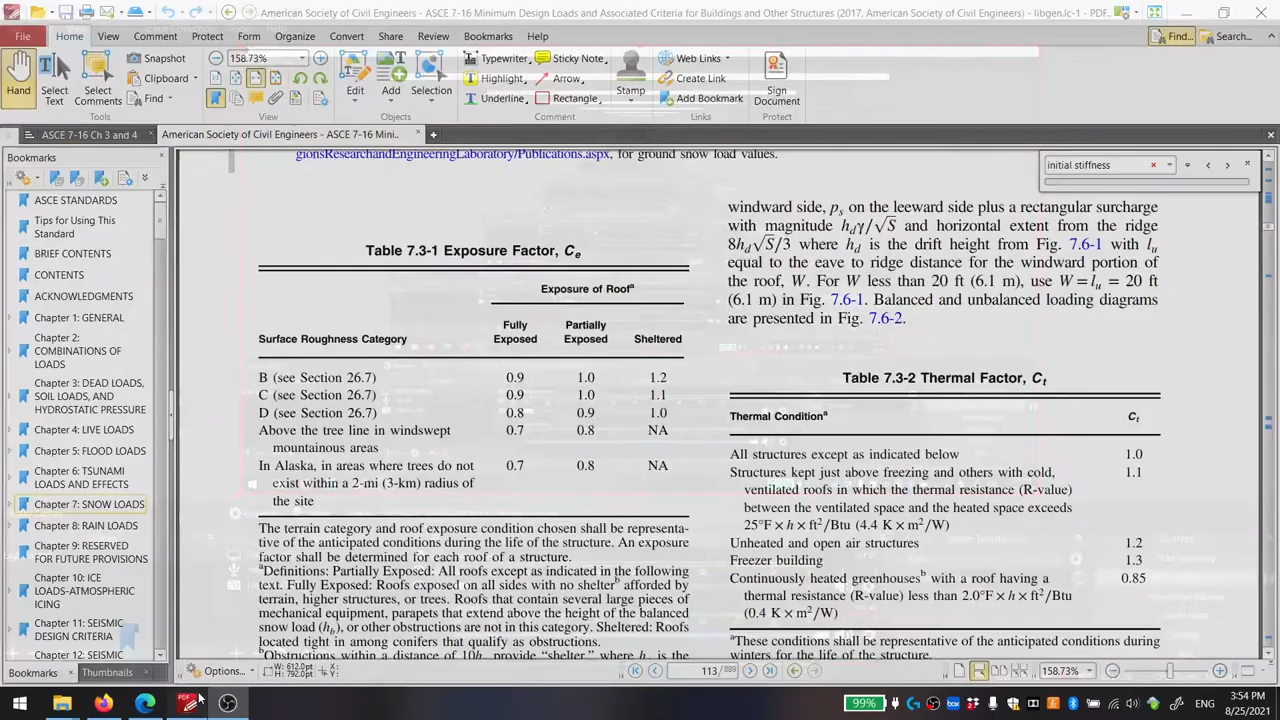 American Society of Civil Engineers - ASCE 7-16 Minimum Design Loads and Associated Criteria for Buildings and Other Structures (2017, American Society of Civil Engineers) - libgen.lc-1 - PDF...
File Home View Comment Protect Form Organize Convert Share Review Bookmarks Help Find... Search...
Hand
Select Text
Select Comments
Snapshot
Clipboard
Find
Tools
158.73%
View
Edit
Add
Selection
Objects
Typewriter
Highlight
Underline
Sticky Note
Arrow
Rectangle
Stamp
Comment
Web Links
Create Link
Add Bookmark
Links
Sign Document
Protect
ASCE 7-16 Ch 3 and 4
American Society of Civil Engineers - ASCE 7-16 Mini..
Bookmarks
ASCE STANDARDS
Tips for Using This
Standard
BRIEF CONTENTS
CONTENTS
ACKNOWLEDGMENTS
Chapter 1: GENERAL
Chapter 2:
COMBINATIONS OF
LOADS
Chapter 3: DEAD LOADS,
SOIL LOADS, AND
HYDROSTATIC PRESSURE
Chapter 4: LIVE LOADS
Chapter 5: FLOOD LOADS
Chapter 6: TSUNAMI
LOADS AND EFFECTS
Chapter 7: SNOW LOADS
Chapter 8: RAIN LOADS
Chapter 9: RESERVED
FOR FUTURE PROVISIONS
Chapter 10: ICE
LOADS-ATMOSPHERIC
ICING
Chapter 11: SEISMIC
DESIGN CRITERIA
Chapter 12: SEISMIC
Bookmarks Thumbnails
gionsResearchandEngineeringLaboratory/Publications.aspx, for ground snow load values.
initial stiffness
Table 7.3-1 Exposure Factor, Ce
Exposure of Roofa
Surface Roughness Category Fully Exposed Partially Exposed Sheltered
B (see Section 26.7) 0.9 1.0 1.2
C (see Section 26.7) 0.9 1.0 1.1
D (see Section 26.7) 0.8 0.9 1.0
Above the tree line in windswept 0.7 0.8 NA
mountainous areas
In Alaska, in areas where trees do not 0.7 0.8 NA
exist within a 2-mi (3-km) radius of
the site
The terrain category and roof exposure condition chosen shall be representa-
tive of the anticipated conditions during the life of the structure. An exposure
factor shall be determined for each roof of a structure.
aDefinitions: Partially Exposed: All roofs except as indicated in the following
text. Fully Exposed: Roofs exposed on all sides with no shelterb afforded by
terrain, higher structures, or trees. Roofs that contain several large pieces of
mechanical equipment, parapets that extend above the height of the balanced
snow load (hb), or other obstructions are not in this category. Sheltered: Roofs
located tight in among conifers that qualify as obstructions.
bObstructions within a distance of 10h provide "shelter," where h is the
windward side, ps on the leeward side plus a rectangular surcharge
with magnitude hdγ/√S and horizontal extent from the ridge
8hd√S/3 where hd is the drift height from Fig. 7.6-1 with lu
equal to the eave to ridge distance for the windward portion of
the roof, W. For W less than 20 ft (6.1 m), use W = lu = 20 ft
(6.1 m) in Fig. 7.6-1. Balanced and unbalanced loading diagrams
are presented in Fig. 7.6-2.
Table 7.3-2 Thermal Factor, Ct
Thermal Conditiona Ct
All structures except as indicated below 1.0
Structures kept just above freezing and others with cold, 1.1
ventilated roofs in which the thermal resistance (R-value)
between the ventilated space and the heated space exceeds
25°F × h × ft²/Btu (4.4 K × m²/W)
Unheated and open air structures 1.2
Freezer building 1.3
Continuously heated greenhousesb with a roof having a 0.85
thermal resistance (R-value) less than 2.0°F × h × ft²/Btu
(0.4 K × m²/W)
aThese conditions shall be representative of the anticipated conditions during
winters for the life of the structure.
Options... W: 612.0pt H: 792.0pt X: Y: 113 / 889 158.73%
99% ENG 3:54 PM
8/25/2021